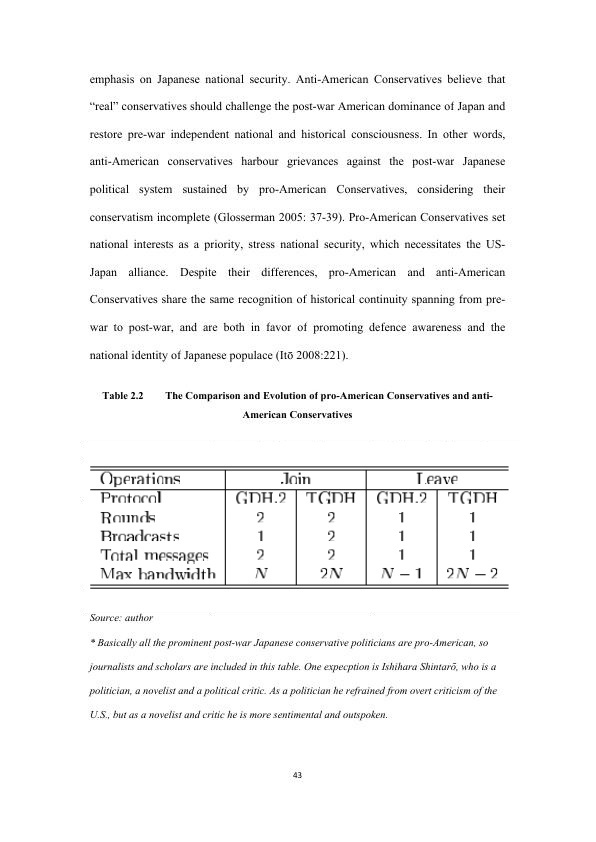 emphasis on Japanese national security. Anti-American Conservatives believe that
“real” conservatives should challenge the post-war American dominance of Japan and
restore pre-war independent national and historical consciousness. In other words,
anti-American conservatives harbour grievances against the post-war Japanese
political system sustained by pro-American Conservatives, considering their
conservatism incomplete (Glosserman 2005: 37-39). Pro-American Conservatives set
national interests as a priority, stress national security, which necessitates the US-
Japan alliance. Despite their differences, pro-American and anti-American
Conservatives share the same recognition of historical continuity spanning from pre-
war to post-war, and are both in favor of promoting defence awareness and the
national identity of Japanese populace (Itō 2008:221).
Table 2.2 The Comparison and Evolution of pro-American Conservatives and anti-
American Conservatives
Operations Join Leave
Protocol GDH.2 TGDH GDH.2 TGDH
Rounds 2 2 1 1
Broadcasts 1 2 1 1
Total messages 2 2 1 1
Max bandwidth N 2N N − 1 2N − 2
Source: author
* Basically all the prominent post-war Japanese conservative politicians are pro-American, so
journalists and scholars are included in this table. One expecption is Ishihara Shintarō, who is a
politician, a novelist and a political critic. As a politician he refrained from overt criticism of the
U.S., but as a novelist and critic he is more sentimental and outspoken.
43